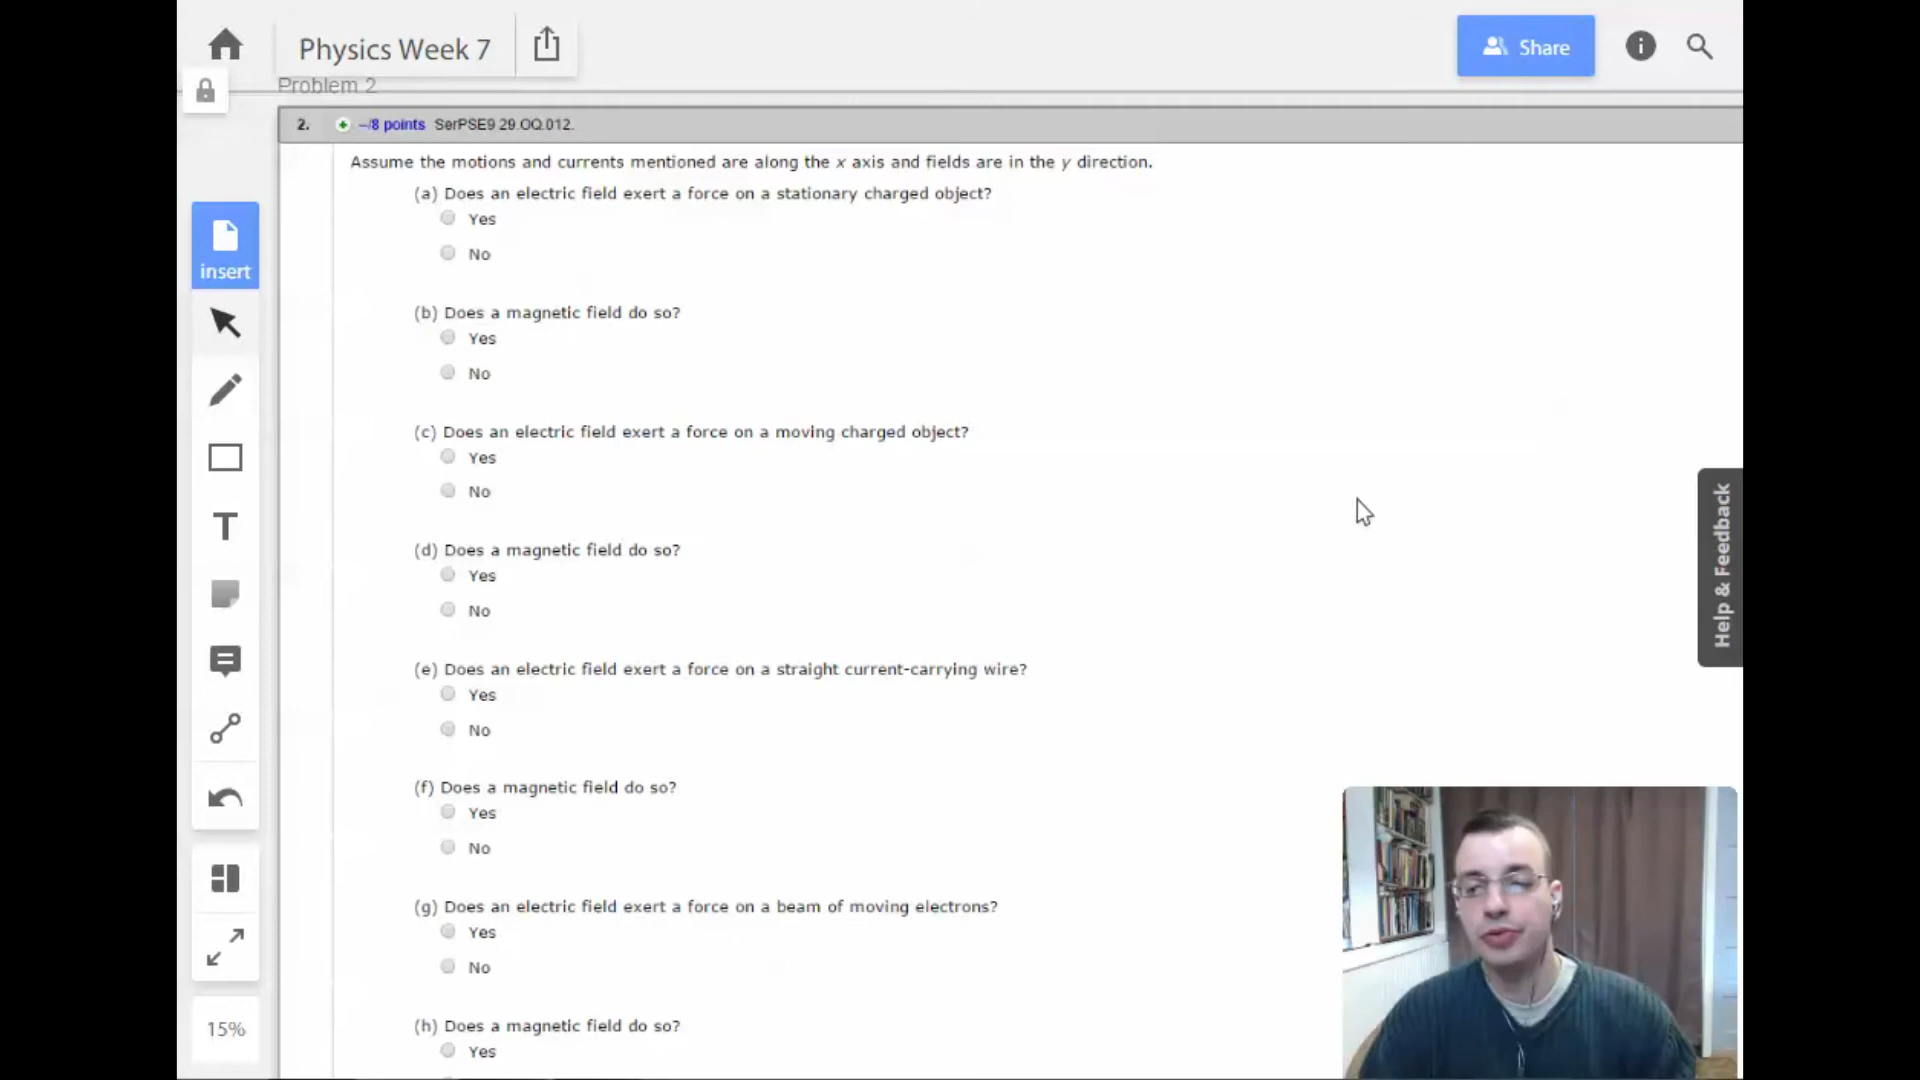 Physics Week 7
Share
Problem 2
2. –/8 points SerPSE9 29.OQ.012.
Assume the motions and currents mentioned are along the x axis and fields are in the y direction.
(a) Does an electric field exert a force on a stationary charged object?
Yes
No
(b) Does a magnetic field do so?
Yes
No
(c) Does an electric field exert a force on a moving charged object?
Yes
No
(d) Does a magnetic field do so?
Yes
No
(e) Does an electric field exert a force on a straight current-carrying wire?
Yes
No
(f) Does a magnetic field do so?
Yes
No
(g) Does an electric field exert a force on a beam of moving electrons?
Yes
No
(h) Does a magnetic field do so?
Yes
insert
T
15%
Help & Feedback